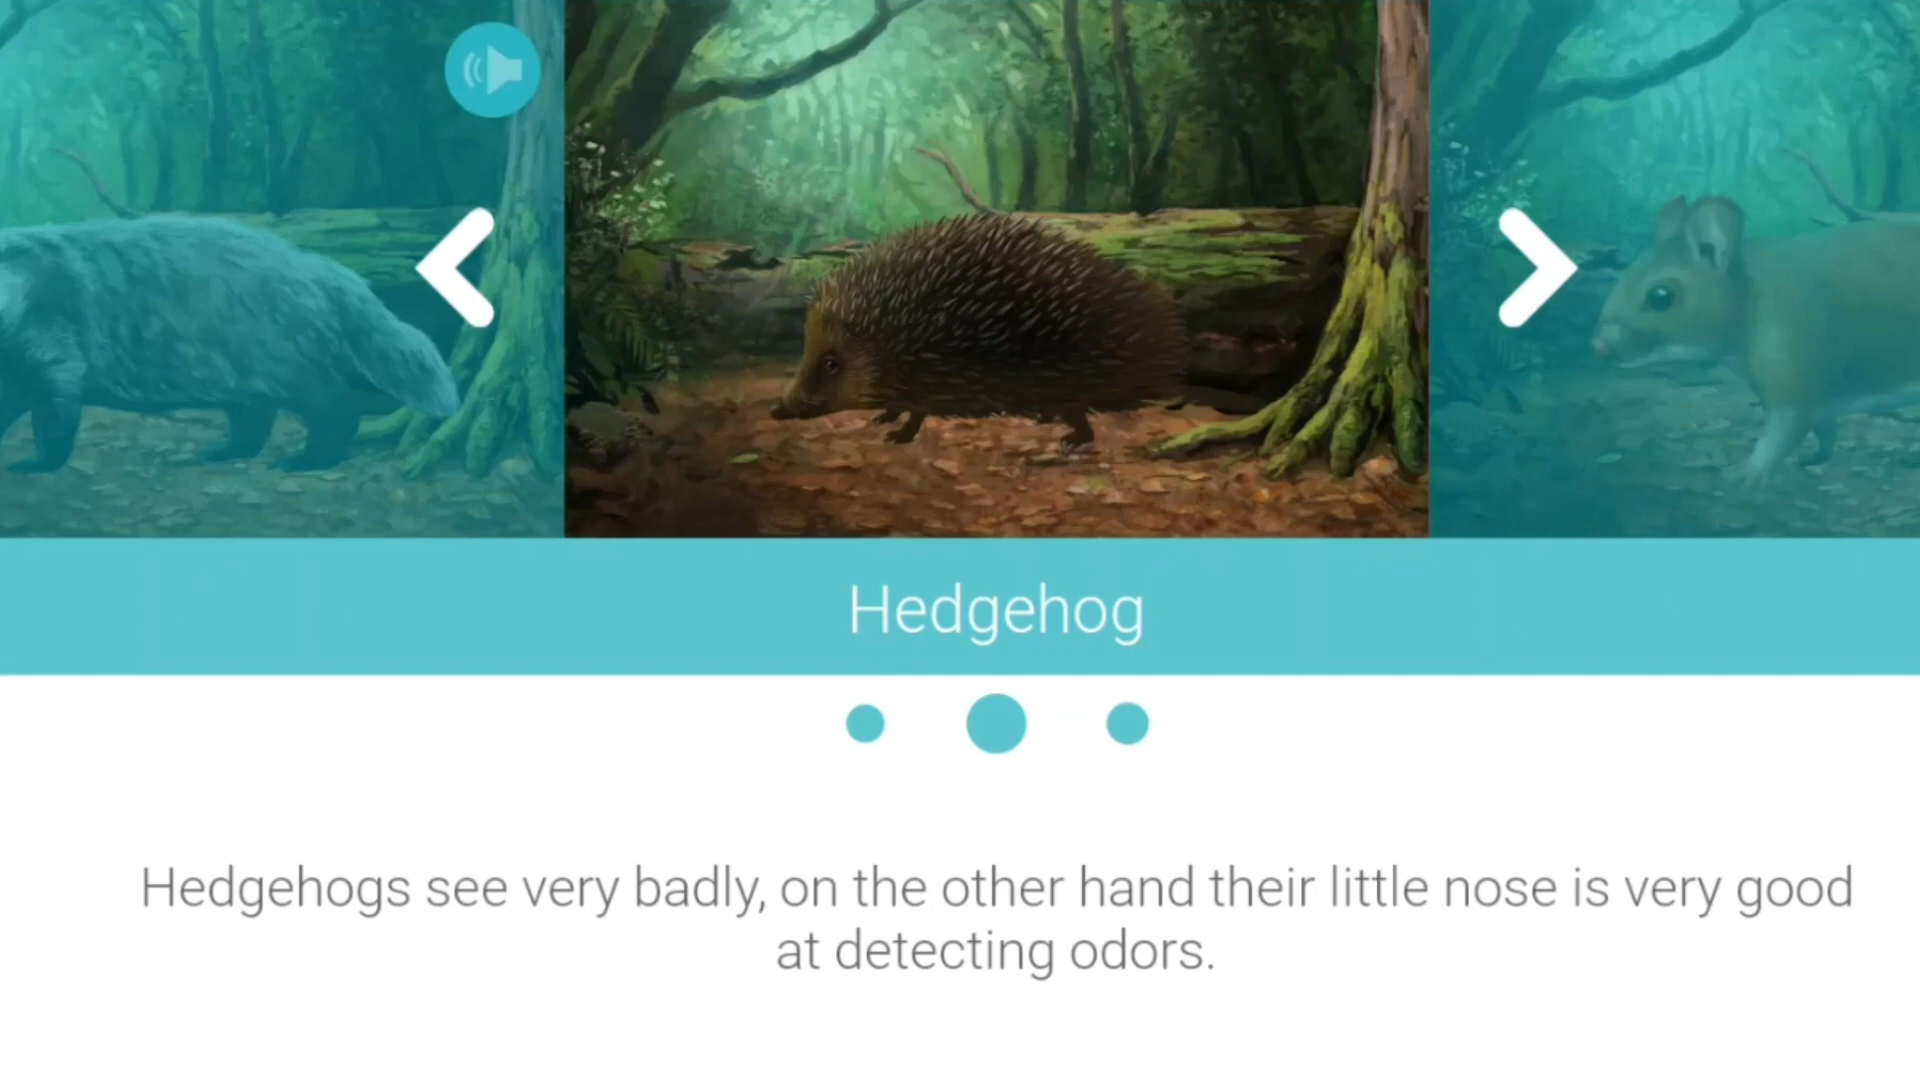 Hedgehog
Hedgehogs see very badly, on the other hand their little nose is very good
at detecting odors.